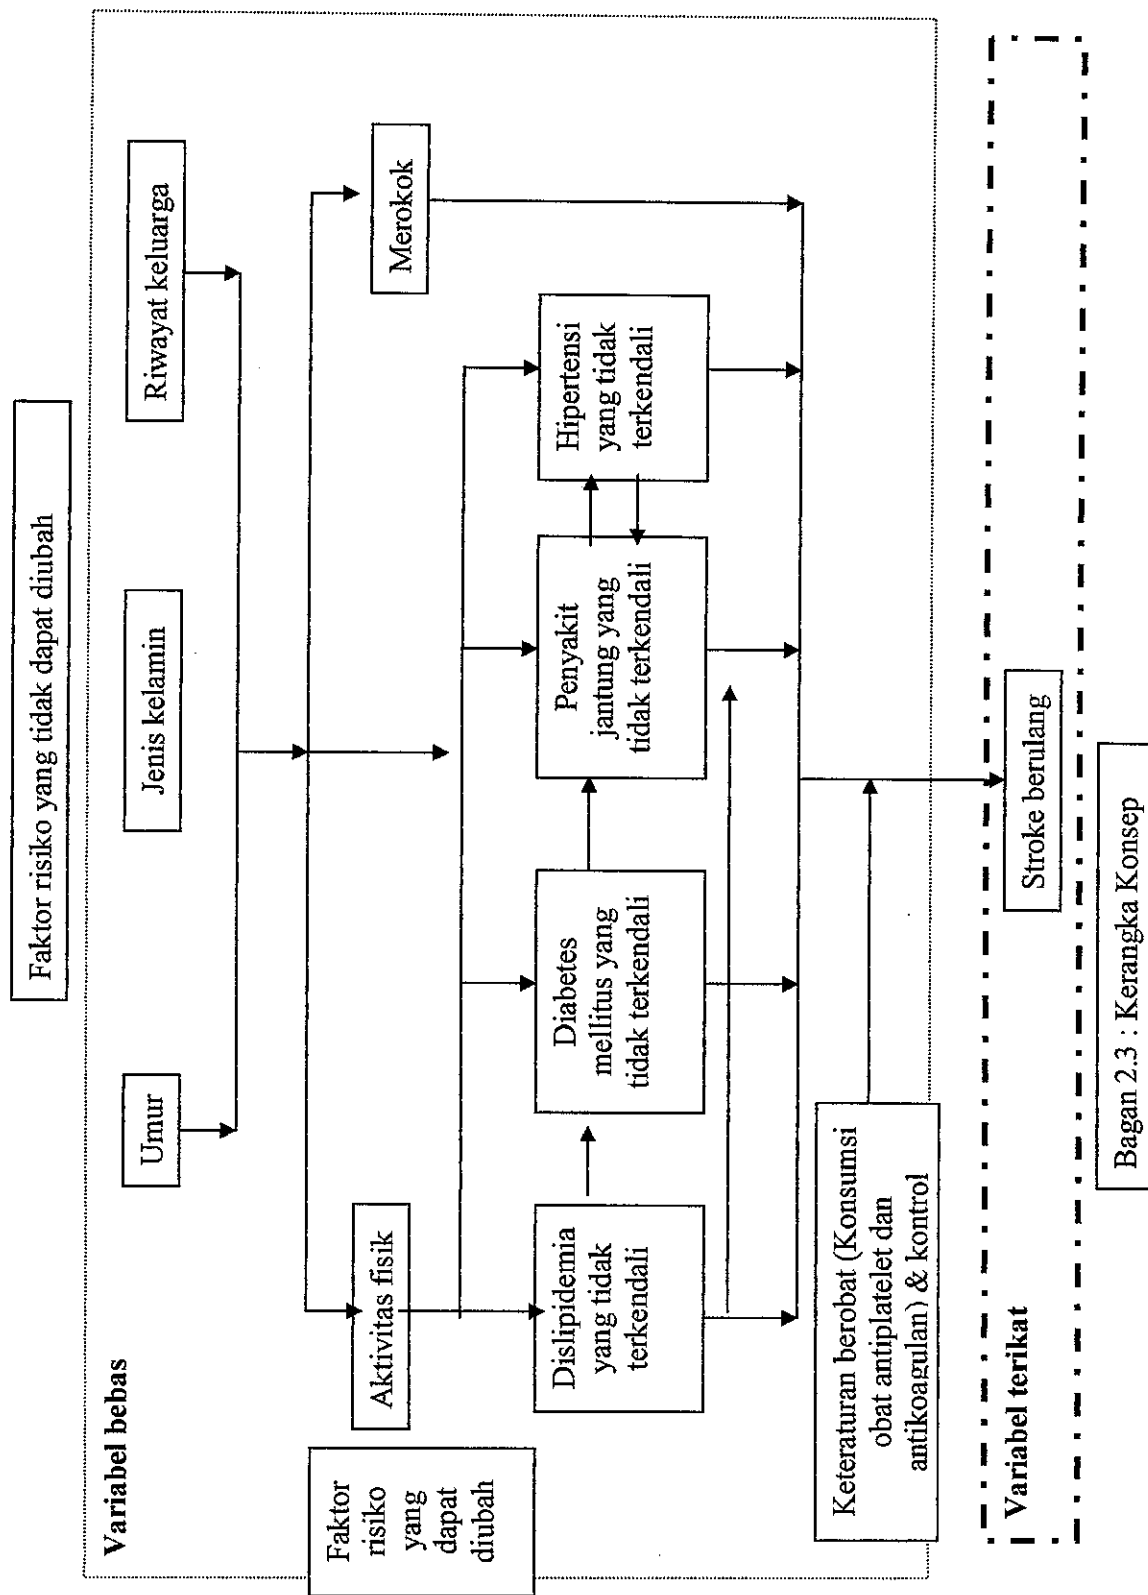 Faktor risiko yang tidak dapat diubah
Variabel bebas
Umur
Jenis kelamin
Riwayat keluarga
Faktor
risiko
yang
dapat
diubah
Aktivitas fisik
Merokok
Dislipidemia
yang tidak
terkendali
Diabetes
mellitus yang
tidak terkendali
Penyakit
jantung yang
tidak terkendali
Hipertensi
yang tidak
terkendali
Keteraturan berobat (Konsumsi
obat antiplatelet dan
antikoagulan) & kontrol
Variabel terikat
Stroke berulang
Bagan 2.3 : Kerangka Konsep